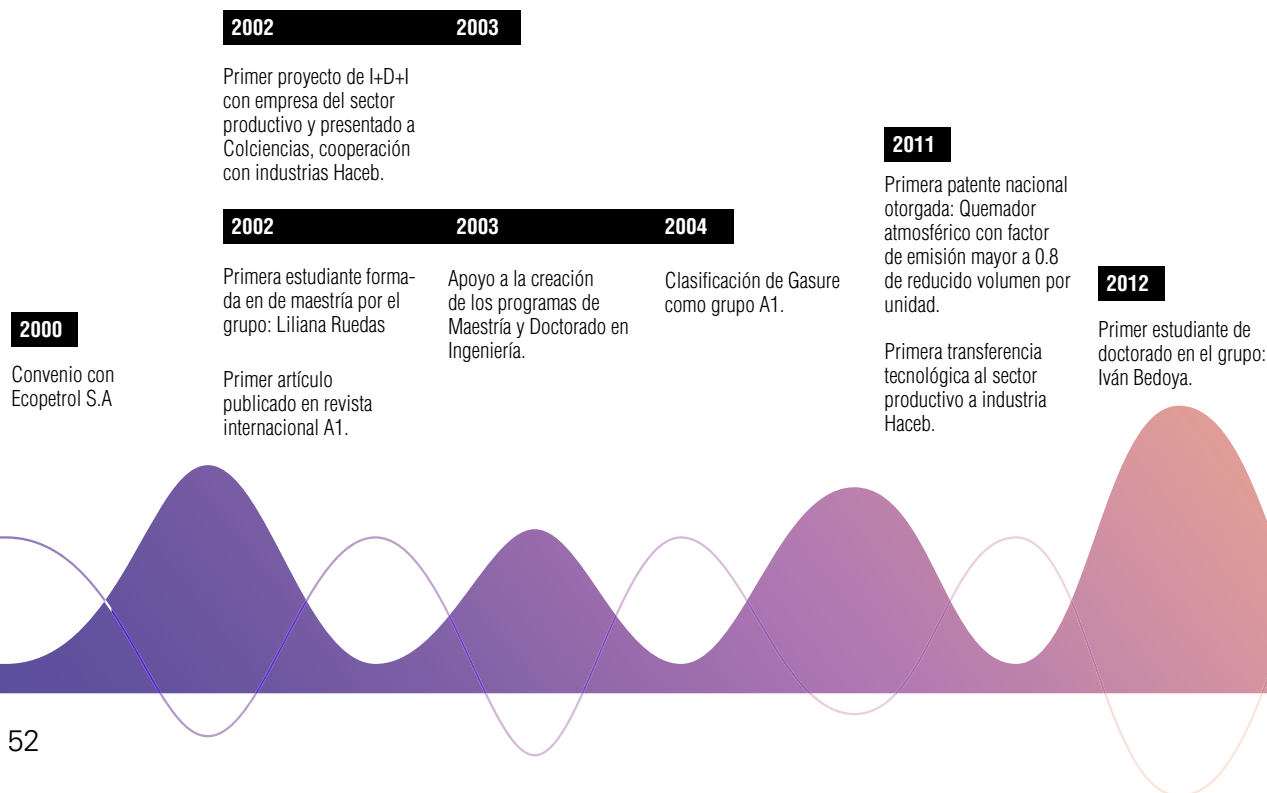 2002 2003
Primer proyecto de I+D+I
con empresa del sector
productivo y presentado a
Colciencias, cooperación
con industrias Haceb.
2002 2003 2004
Primera estudiante forma-
da en de maestría por el
grupo: Liliana Ruedas
Primer artículo
publicado en revista
internacional A1.
Apoyo a la creación
de los programas de
Maestría y Doctorado en
Ingeniería.
Clasificación de Gasure
como grupo A1.
2000
Convenio con
Ecopetrol S.A
2011
Primera patente nacional
otorgada: Quemador
atmosférico con factor
de emisión mayor a 0.8
de reducido volumen por
unidad.
Primera transferencia
tecnológica al sector
productivo a industria
Haceb.
2012
Primer estudiante de
doctorado en el grupo:
Iván Bedoya.
52